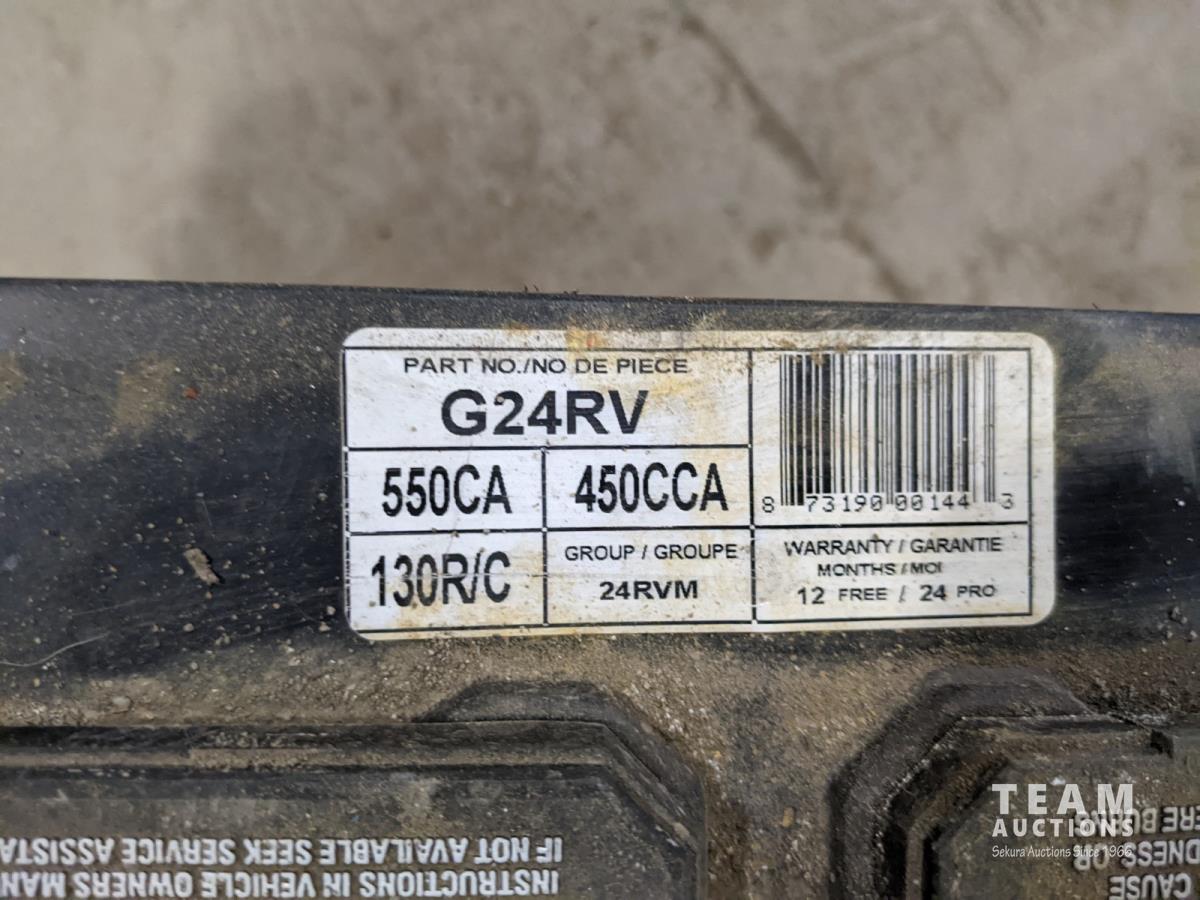 PART NO./NO DE PIECE
G24RV
550CA 450CCA
8 73190 00144 3
130R/C
GROUP / GROUPE
24RVM
WARRANTY / GARANTIE
MONTHS / MOI
12 FREE / 24 PRO
INSTRUCTIONS IN VEHICLE OWNERS
IF NOT AVAILABLE SEEK SERVICE
CAUSE
OR
TEAM
AUCTIONS
Sekura Auctions Since 1966